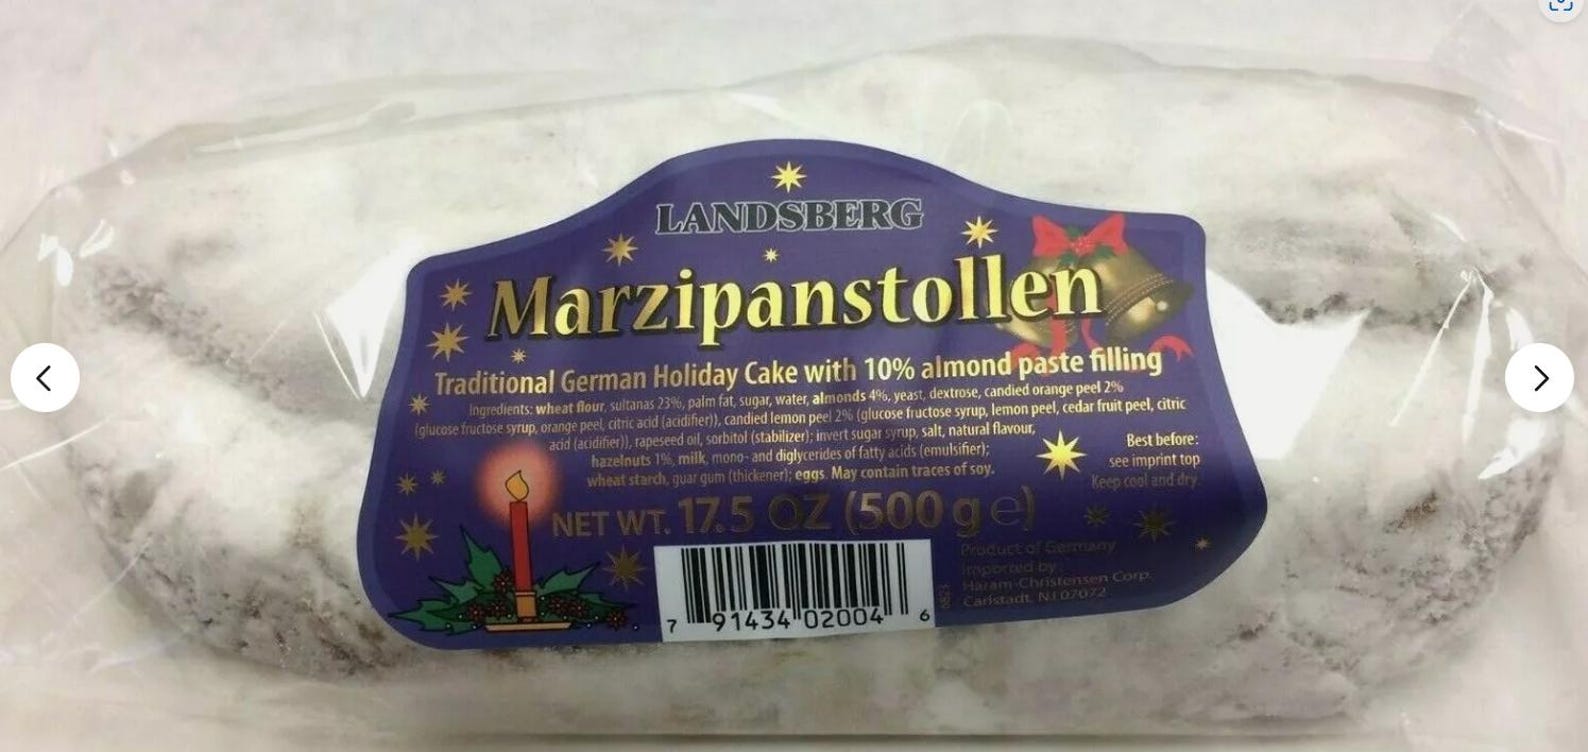 LANDSBERG
Marzipanstollen
Traditional German Holiday Cake with 10% almond paste filling
Ingredients: wheat flour, sultanas 23%, palm fat, sugar, water, almonds 4%, yeast, dextrose, candied orange peel 2%
(glucose fructose syrup, orange peel, citric acid (acidifier)), candied lemon peel 2% (glucose fructose syrup, lemon peel, cedar fruit peel, citric
acid (acidifier)), rapeseed oil, sorbitol (stabilizer); invert sugar syrup, salt, natural flavour,
hazelnuts 1%, milk, mono- and diglycerides of fatty acids (emulsifier);
wheat starch, guar gum (thickener); eggs. May contain traces of soy.
Best before:
see imprint top
Keep cool and dry.
NET WT. 17.5 OZ (500 g e)
Product of Germany
Imported by:
Haram-Christensen Corp.
Carlstadt, NJ 07072
7 91434 02004 6